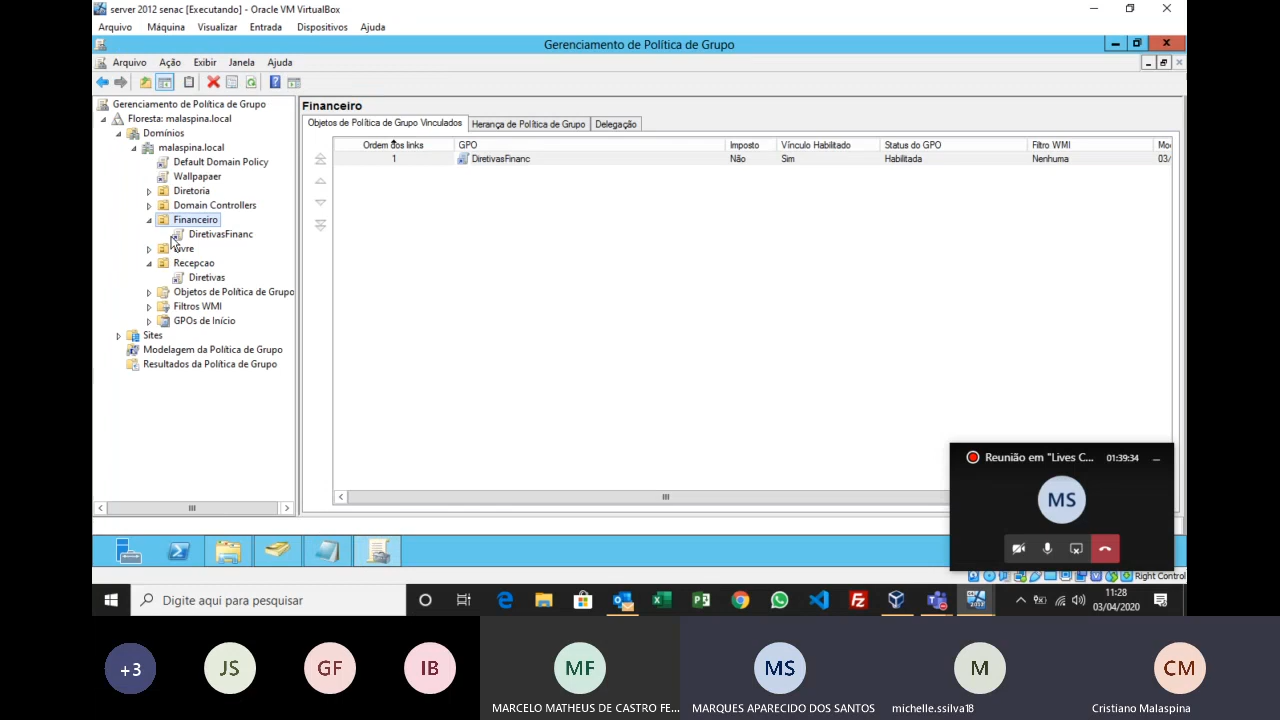 server 2012 senac [Executando] - Oracle VM VirtualBox
Arquivo Máquina Visualizar Entrada Dispositivos Ajuda
Gerenciamento de Política de Grupo
Arquivo Ação Exibir Janela Ajuda
Gerenciamento de Política de Grupo
Floresta: malaspina.local
Domínios
malaspina.local
Default Domain Policy
Wallpapaer
Diretoria
Domain Controllers
Financeiro
DiretivasFinanc
Recepcao
Diretivas
Objetos de Política de Grupo
Filtros WMI
GPOs de Início
Sites
Modelagem da Política de Grupo
Resultados da Política de Grupo
Financeiro
Objetos de Política de Grupo Vinculados Herança de Política de Grupo Delegação
Ordem dos links GPO Imposto Vínculo Habilitado Status do GPO Filtro WMI Mo
1 DiretivasFinanc Não Sim Habilitada Nenhuma 03/
Reunião em "Lives C... 01:39:34
MS
Right Control
Digite aqui para pesquisar
11:28
03/04/2020
+3 JS GF IB MF MS M CM
MARCELO MATHEUS DE CASTRO FE... MARQUES APARECIDO DOS SANTOS michelle.ssilva18 Cristiano Malaspina